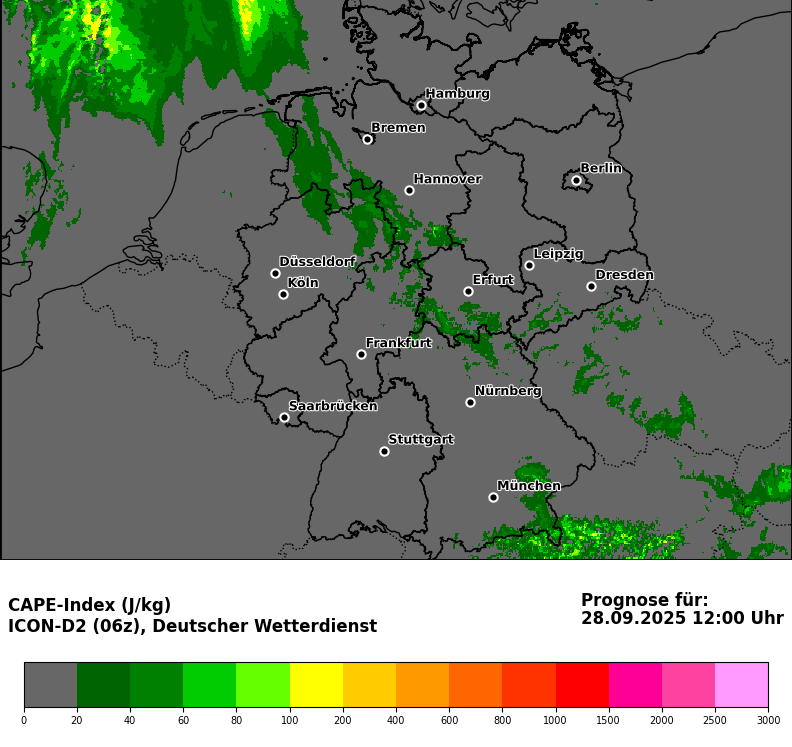 Hamburg
Bremen
Berlin
Hannover
Leipzig
Düsseldorf
Dresden
Köln
Erfurt
Frankfurt
Nürnberg
Saarbrücken
Stuttgart
München
CAPE-Index (J/kg)
ICON-D2 (06z), Deutscher Wetterdienst
Prognose für:
28.09.2025 12:00 Uhr
0 20 40 60 80 100 200 400 600 800 1000 1500 2000 2500 3000